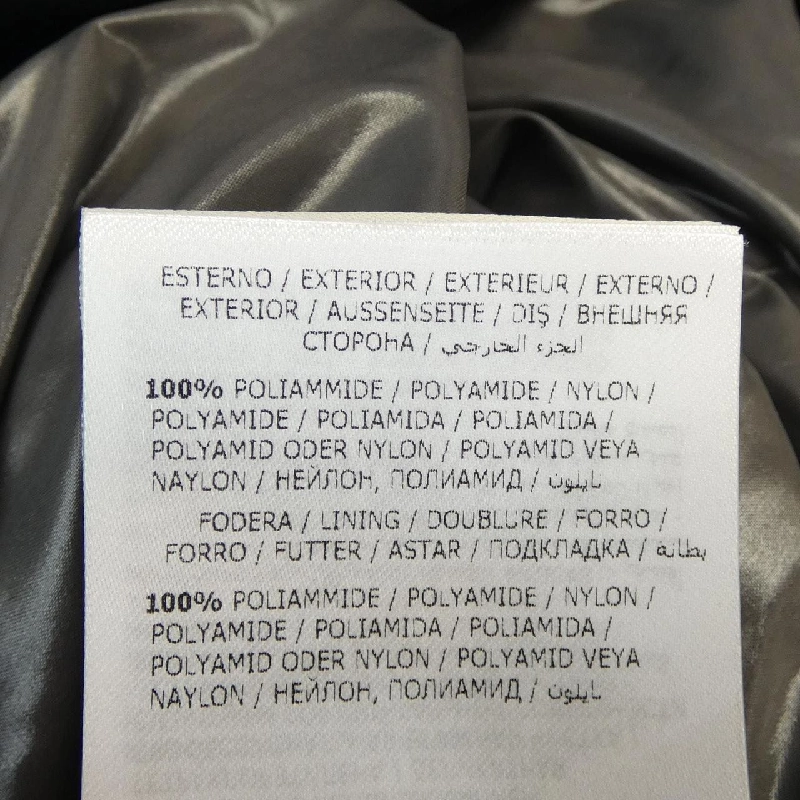 ESTERNO / EXTERIOR / EXTERIEUR / EXTERNO /
EXTERIOR / AUSSENSEITE / DIŞ / ВНЕШНЯЯ
СТОРОНА / الجزء الخارجي
100% POLIAMMIDE / POLYAMIDE / NYLON /
POLYAMIDE / POLIAMIDA / POLIAMIDA /
POLYAMID ODER NYLON / POLYAMID VEYA
NAYLON / НЕЙЛОН, ПОЛИАМИД / نايلون
FODERA / LINING / DOUBLURE / FORRO /
FORRO / FUTTER / ASTAR / ПОДКЛАДКА / بطانة
100% POLIAMMIDE / POLYAMIDE / NYLON /
POLYAMIDE / POLIAMIDA / POLIAMIDA /
POLYAMID ODER NYLON / POLYAMID VEYA
NAYLON / НЕЙЛОН, ПОЛИАМИД / نايلون